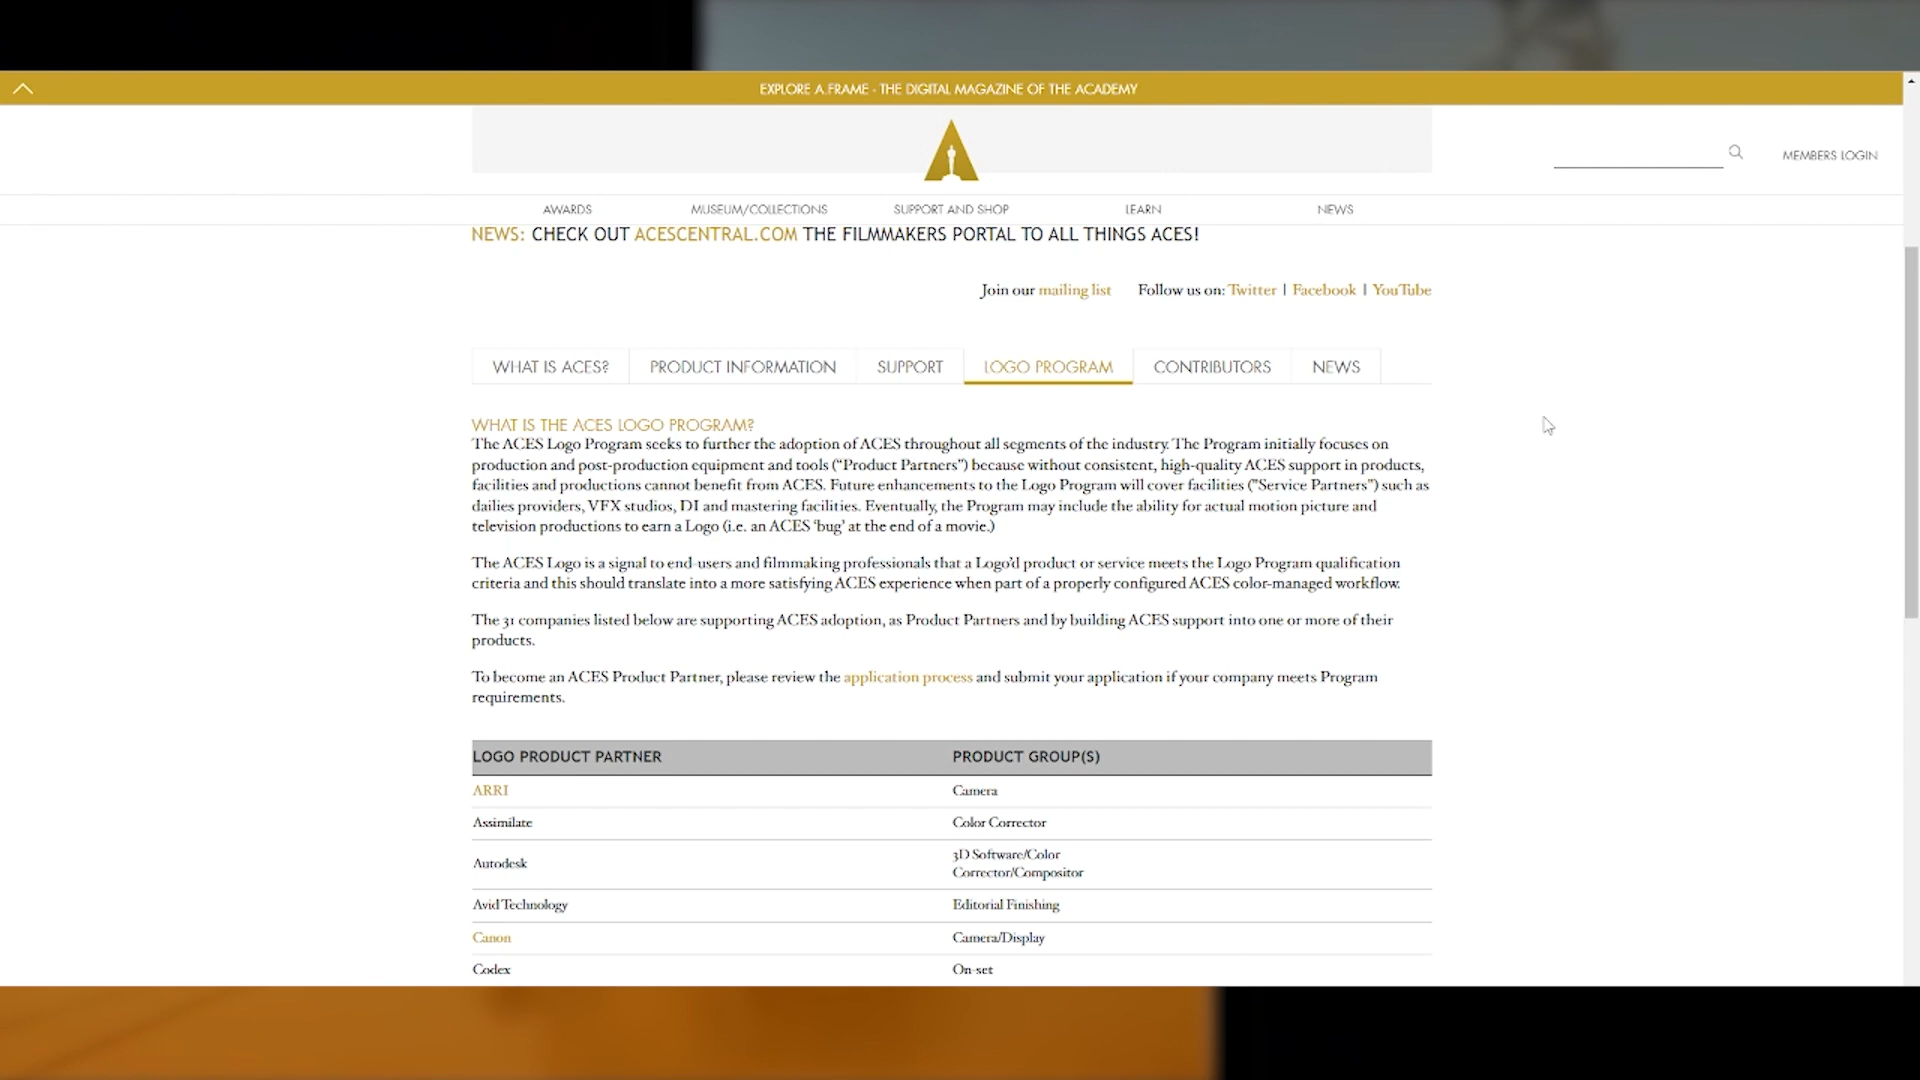 EXPLORE A.FRAME - THE DIGITAL MAGAZINE OF THE ACADEMY
MEMBERS LOGIN
AWARDS MUSEUM/COLLECTIONS SUPPORT AND SHOP LEARN NEWS
NEWS: CHECK OUT ACESCENTRAL.COM THE FILMMAKERS PORTAL TO ALL THINGS ACES!
Join our mailing list Follow us on: Twitter | Facebook | YouTube
WHAT IS ACES? PRODUCT INFORMATION SUPPORT LOGO PROGRAM CONTRIBUTORS NEWS
WHAT IS THE ACES LOGO PROGRAM?
The ACES Logo Program seeks to further the adoption of ACES throughout all segments of the industry. The Program initially focuses on
production and post-production equipment and tools (“Product Partners”) because without consistent, high-quality ACES support in products,
facilities and productions cannot benefit from ACES. Future enhancements to the Logo Program will cover facilities ("Service Partners") such as
dailies providers, VFX studios, DI and mastering facilities. Eventually, the Program may include the ability for actual motion picture and
television productions to earn a Logo (i.e. an ACES ‘bug’ at the end of a movie.)
The ACES Logo is a signal to end-users and filmmaking professionals that a Logo’d product or service meets the Logo Program qualification
criteria and this should translate into a more satisfying ACES experience when part of a properly configured ACES color-managed workflow.
The 31 companies listed below are supporting ACES adoption, as Product Partners and by building ACES support into one or more of their
products.
To become an ACES Product Partner, please review the application process and submit your application if your company meets Program
requirements.
LOGO PRODUCT PARTNER PRODUCT GROUP(S)
ARRI Camera
Assimilate Color Corrector
Autodesk 3D Software/Color
Corrector/Compositor
Avid Technology Editorial Finishing
Canon Camera/Display
Codex On-set